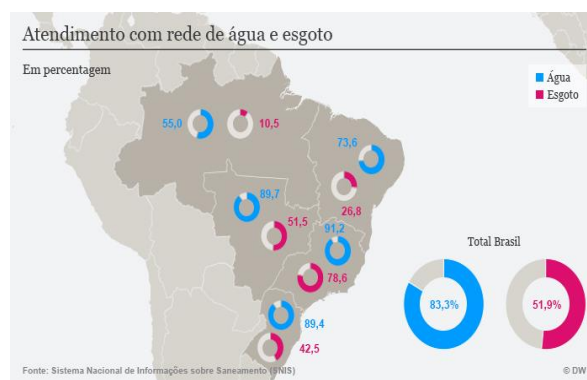 Atendimento com rede de água e esgoto
Em percentagem
Água
Esgoto
55,0
10,5
73,6
26,8
89,7
51,5
91,2
78,6
89,4
42,5
Total Brasil
83,3%
51,9%
Fonte: Sistema Nacional de Informações sobre Saneamento (SNIS)
© DW